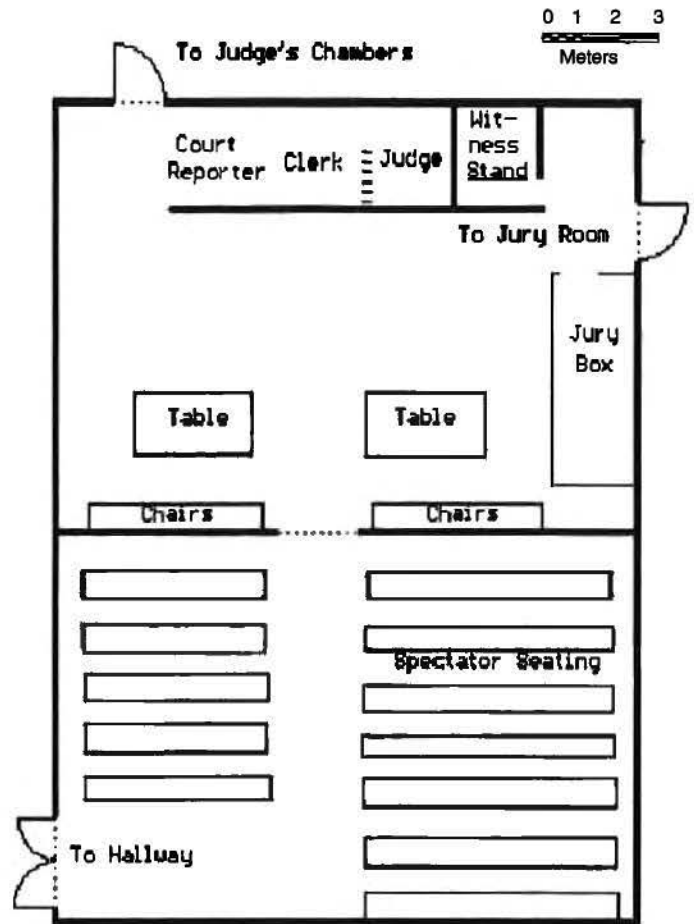 0 1 2 3
Meters
To Judge's Chambers
Court
Reporter
Clerk
Judge
Wit-
ness
Stand
To Jury Room
Jury
Box
Table
Table
Chairs
Chairs
Spectator Seating
To Hallway